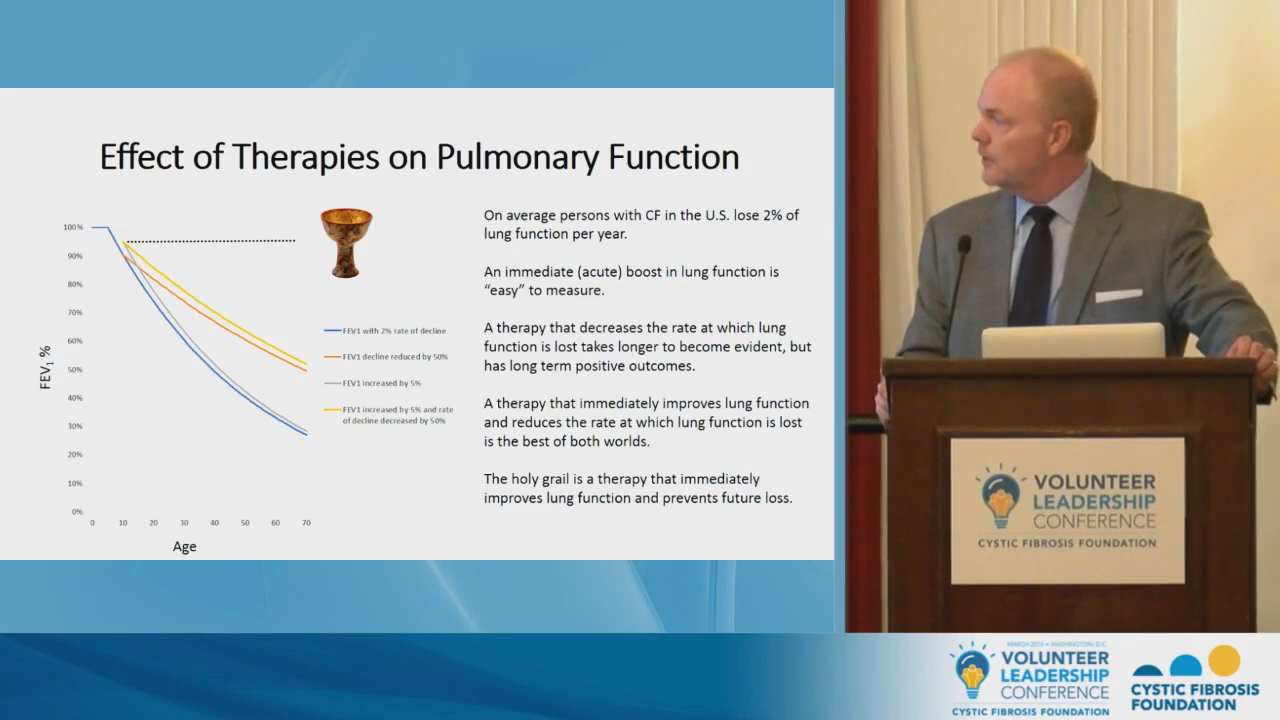 Effect of Therapies on Pulmonary Function
100%
90%
80%
70%
60%
50%
40%
30%
20%
10%
0%
FEV1 %
0 10 20 30 40 50 60 70
Age
FEV1 with 2% rate of decline
FEV1 decline reduced by 50%
FEV1 increased by 5%
FEV1 increased by 5% and rate
of decline decreased by 50%
On average persons with CF in the U.S. lose 2% of
lung function per year.
An immediate (acute) boost in lung function is
“easy” to measure.
A therapy that decreases the rate at which lung
function is lost takes longer to become evident, but
has long term positive outcomes.
A therapy that immediately improves lung function
and reduces the rate at which lung function is lost
is the best of both worlds.
The holy grail is a therapy that immediately
improves lung function and prevents future loss.
VOLUNTEER
LEADERSHIP
CONFERENCE
CYSTIC FIBROSIS FOUNDATION
MARCH 2016 • WASHINGTON, D.C.
VOLUNTEER
LEADERSHIP
CONFERENCE
CYSTIC FIBROSIS FOUNDATION
CYSTIC FIBROSIS
FOUNDATION